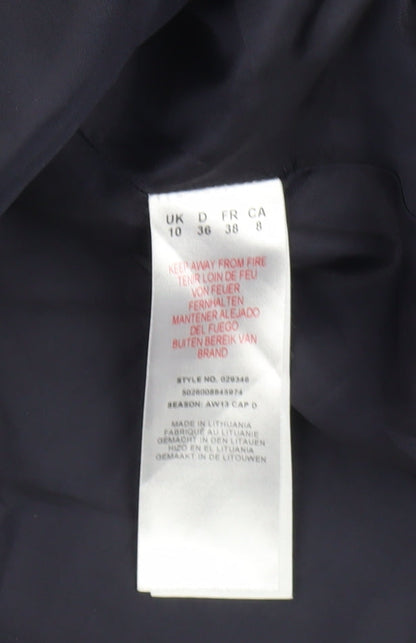 UK D FR CA
10 36 38 8
KEEP AWAY FROM FIRE
TENIR LOIN DE FEU
VON FEUER
FERNHALTEN
MANTENER ALEJADO
DEL FUEGO
BUITEN BEREIK VAN
BRAND
STYLE NO. 029348
5026008845974
SEASON: AW13 CAP D
MADE IN LITHUANIA
FABRIQUÉ AU LITUANIE
GEMACHT IN DEN LITAUEN
HIZO EN EL LITUANIA
GEMAAKT IN DE LITOUWEN